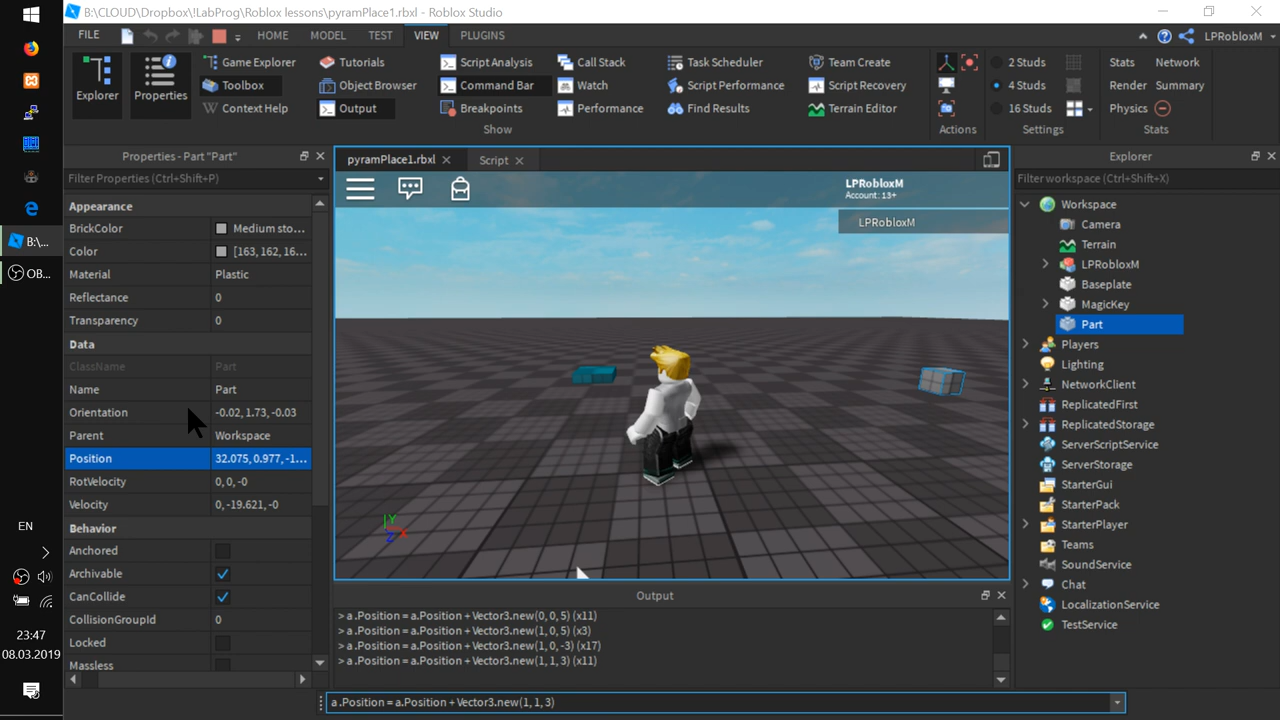 B:\CLOUD\Dropbox\!LabProg\Roblox lessons\pyramPlace1.rbxl - Roblox Studio
FILE HOME MODEL TEST VIEW PLUGINS LPRobloxM
Explorer
Properties
Game Explorer
Toolbox
Context Help
Tutorials
Object Browser
Output
Script Analysis
Command Bar
Breakpoints
Call Stack
Watch
Performance
Task Scheduler
Script Performance
Find Results
Team Create
Script Recovery
Terrain Editor
Show
Actions
2 Studs
4 Studs
16 Studs
Settings
Stats Network
Render Summary
Physics
Stats
Properties - Part "Part"
Filter Properties (Ctrl+Shift+P)
Appearance
BrickColor Medium sto...
Color [163, 162, 16...
Material Plastic
Reflectance 0
Transparency 0
Data
ClassName Part
Name Part
Orientation -0.02, 1.73, -0.03
Parent Workspace
Position 32.075, 0.977, -1...
RotVelocity 0, 0, -0
Velocity 0, -19.621, -0
Behavior
Anchored
Archivable
CanCollide
CollisionGroupId 0
Locked
Massless
pyramPlace1.rbxl
Script
LPRobloxM
Account: 13+
LPRobloxM
Y
X
Z
Output
> a .Position = a.Position + Vector3.new(0, 0, 5) (x11)
> a .Position = a.Position + Vector3.new(1, 0, 5) (x3)
> a .Position = a.Position + Vector3.new(1, 0, -3) (x17)
> a .Position = a.Position + Vector3.new(1, 1, 3) (x11)
a .Position = a.Position + Vector3.new(1, 1, 3)
Explorer
Filter workspace (Ctrl+Shift+X)
Workspace
Camera
Terrain
LPRobloxM
Baseplate
MagicKey
Part
Players
Lighting
NetworkClient
ReplicatedFirst
ReplicatedStorage
ServerScriptService
ServerStorage
StarterGui
StarterPack
StarterPlayer
Teams
SoundService
Chat
LocalizationService
TestService
B:\...
OB...
EN
23:47
08.03.2019